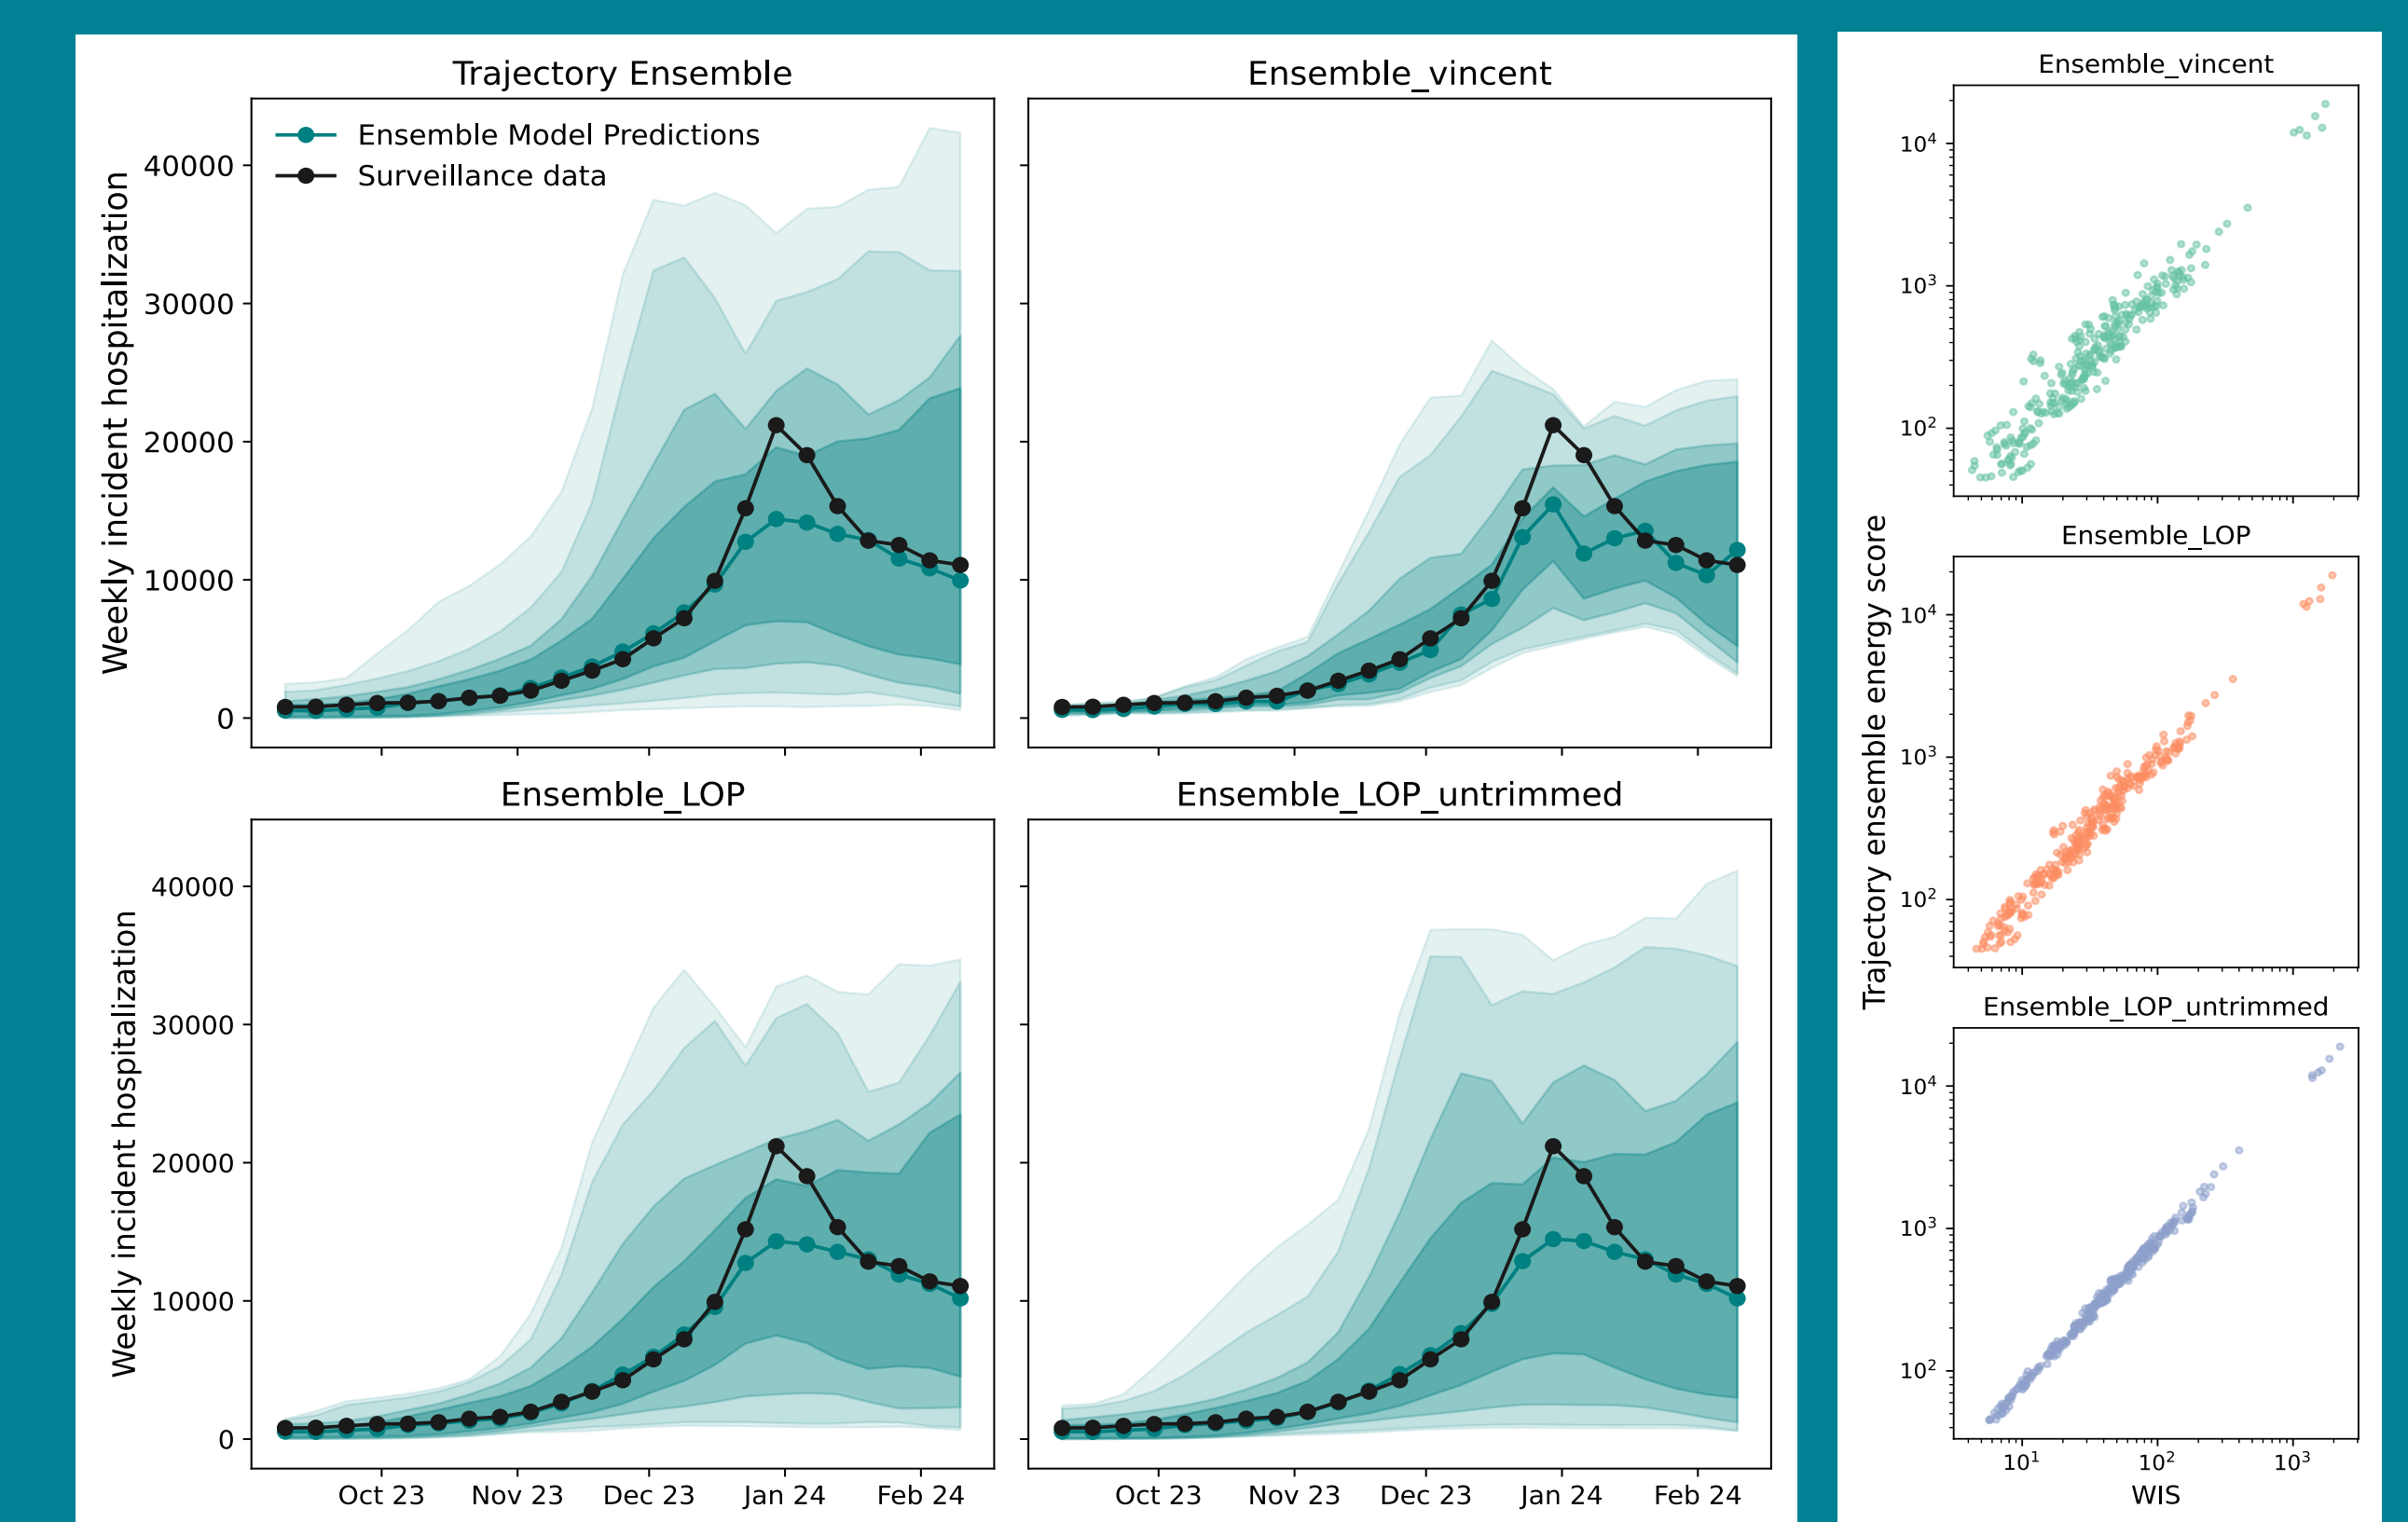 Trajectory Ensemble
Ensemble_vincent
Ensemble Model Predictions
Surveillance data
Weekly incident hospitalization
40000
30000
20000
10000
0
Ensemble_LOP
Ensemble_LOP_untrimmed
Weekly incident hospitalization
40000
30000
20000
10000
0
Oct 23 Nov 23 Dec 23 Jan 24 Feb 24
Oct 23 Nov 23 Dec 23 Jan 24 Feb 24
Ensemble_vincent
10⁴
10³
10²
Trajectory ensemble energy score
Ensemble_LOP
10⁴
10³
10²
Ensemble_LOP_untrimmed
10⁴
10³
10²
10¹ 10² 10³
WIS